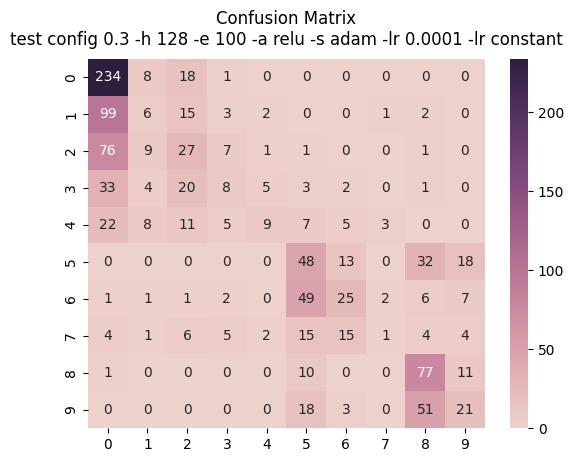 Confusion Matrix
test config 0.3 -h 128 -e 100 -a relu -s adam -lr 0.0001 -lr constant
0 234 8 18 1 0 0 0 0 0 0
1 99 6 15 3 2 0 0 1 2 0
2 76 9 27 7 1 1 0 0 1 0
3 33 4 20 8 5 3 2 0 1 0
4 22 8 11 5 9 7 5 3 0 0
5 0 0 0 0 0 48 13 0 32 18
6 1 1 1 2 0 49 25 2 6 7
7 4 1 6 5 2 15 15 1 4 4
8 1 0 0 0 0 10 0 0 77 11
9 0 0 0 0 0 18 3 0 51 21
0 1 2 3 4 5 6 7 8 9
200
150
100
50
0